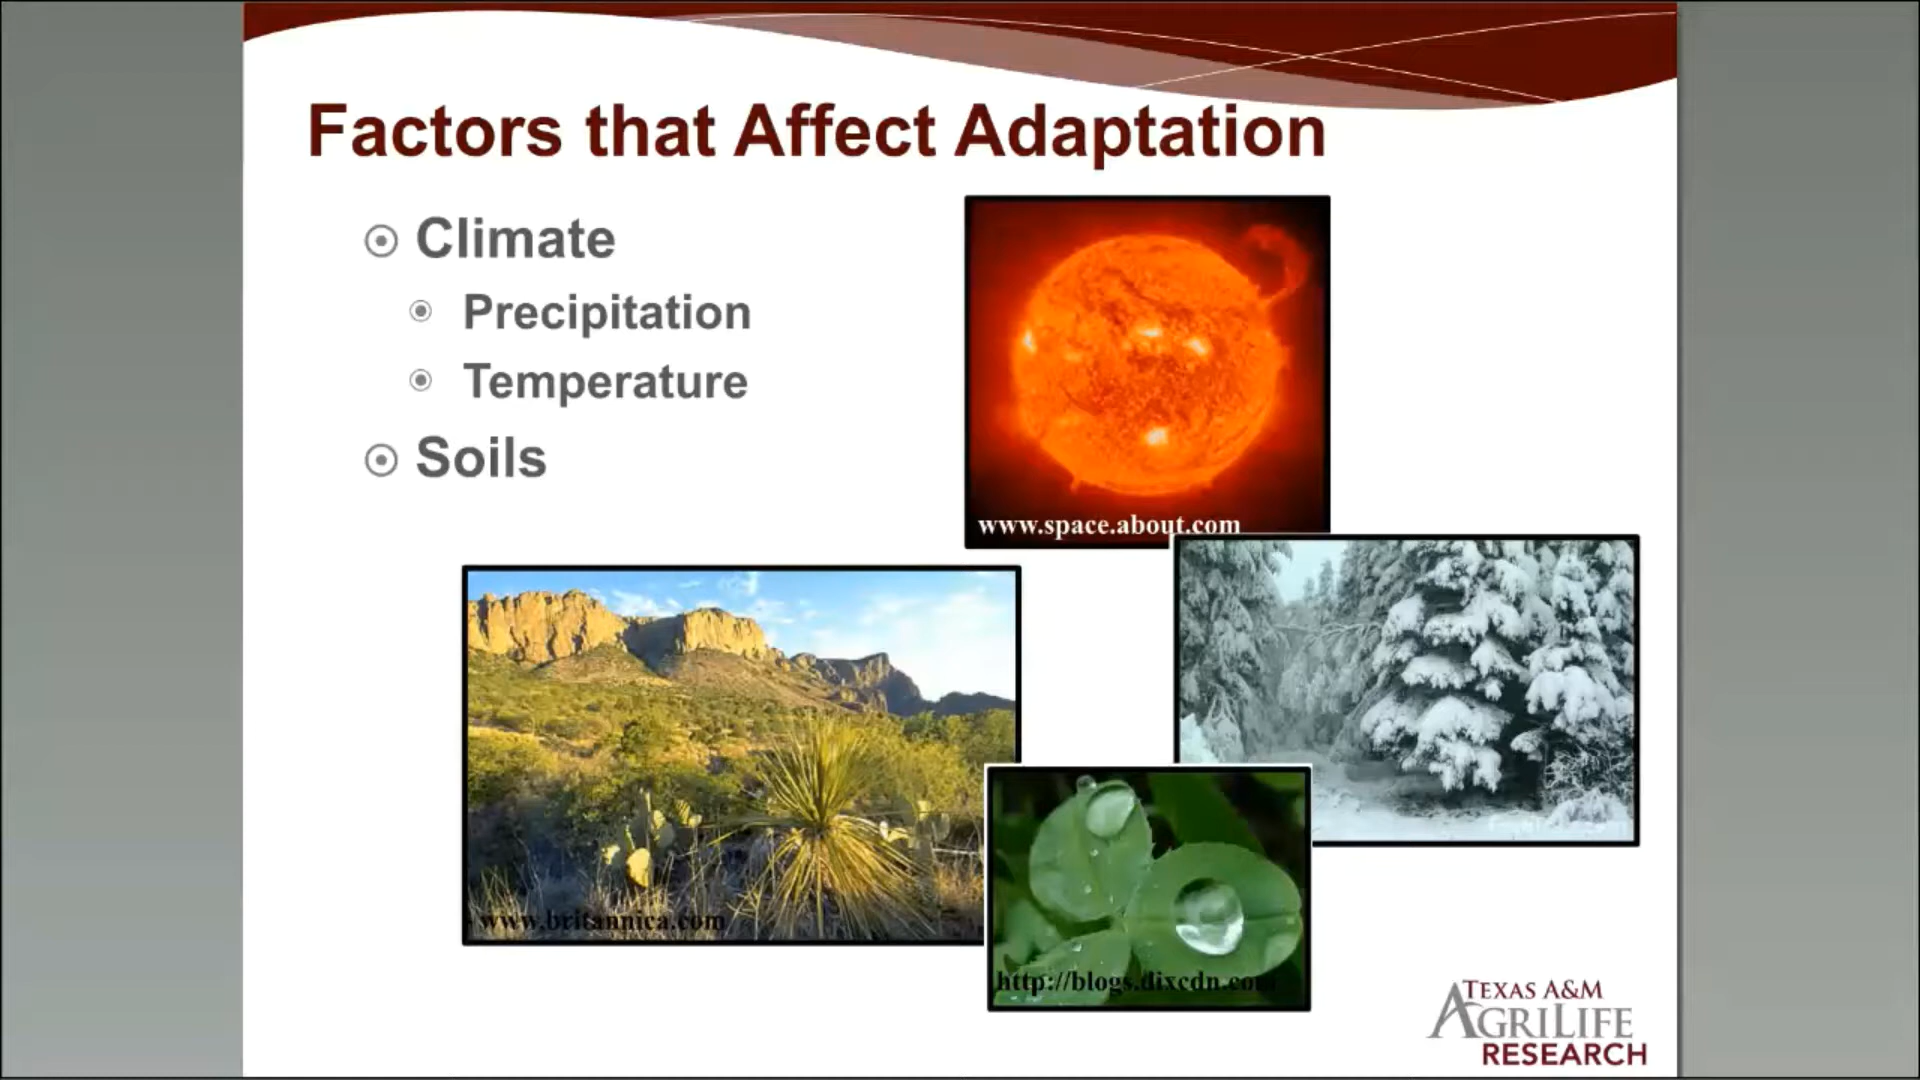 Factors that Affect Adaptation
Climate
Precipitation
Temperature
Soils
www.space.about.com
www.britannica.com
http://blogs.dixcdn.com
TEXAS A&M
AGRILIFE
RESEARCH